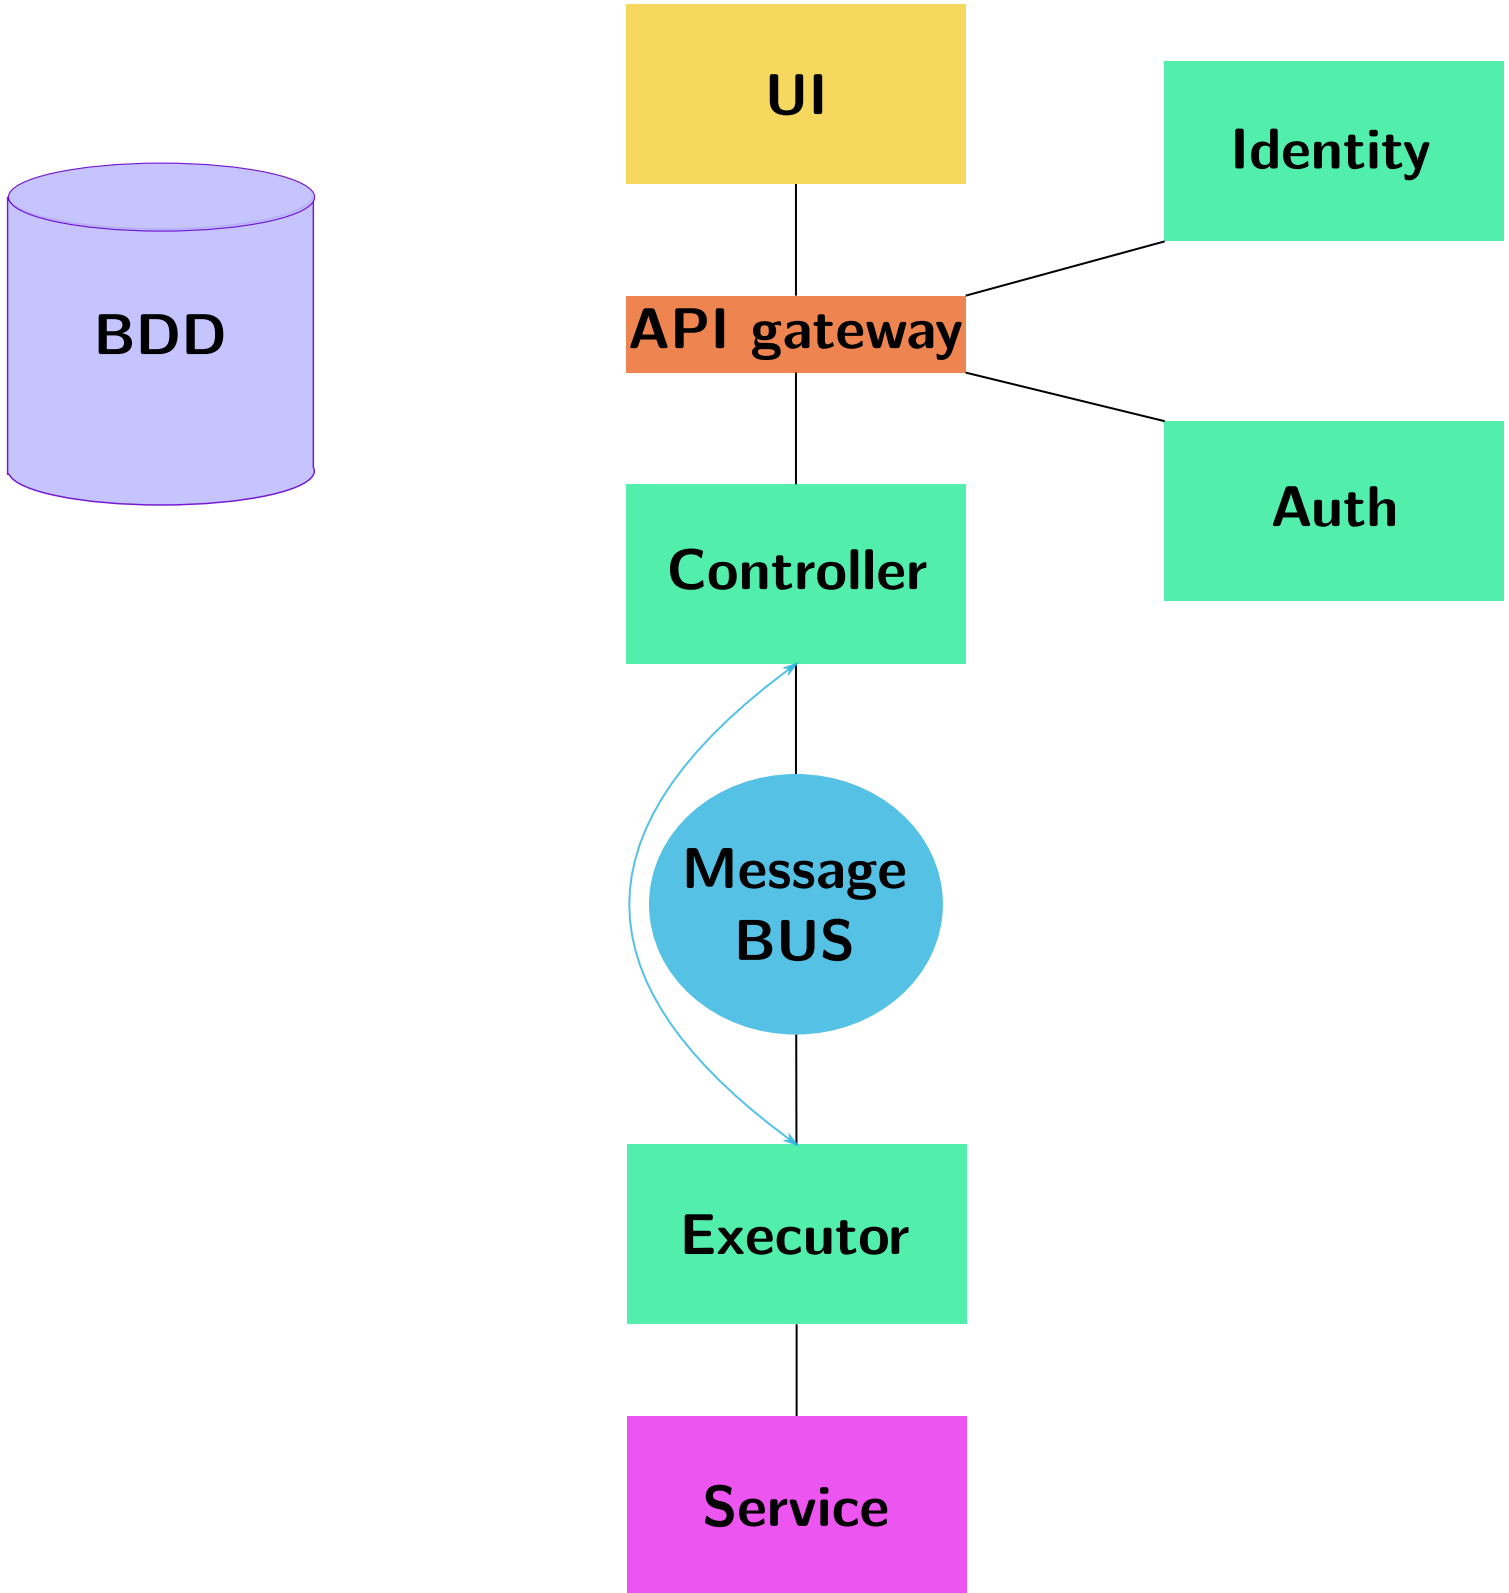 UI
Identity
BDD
API gateway
Auth
Controller
Message
BUS
Executor
Service